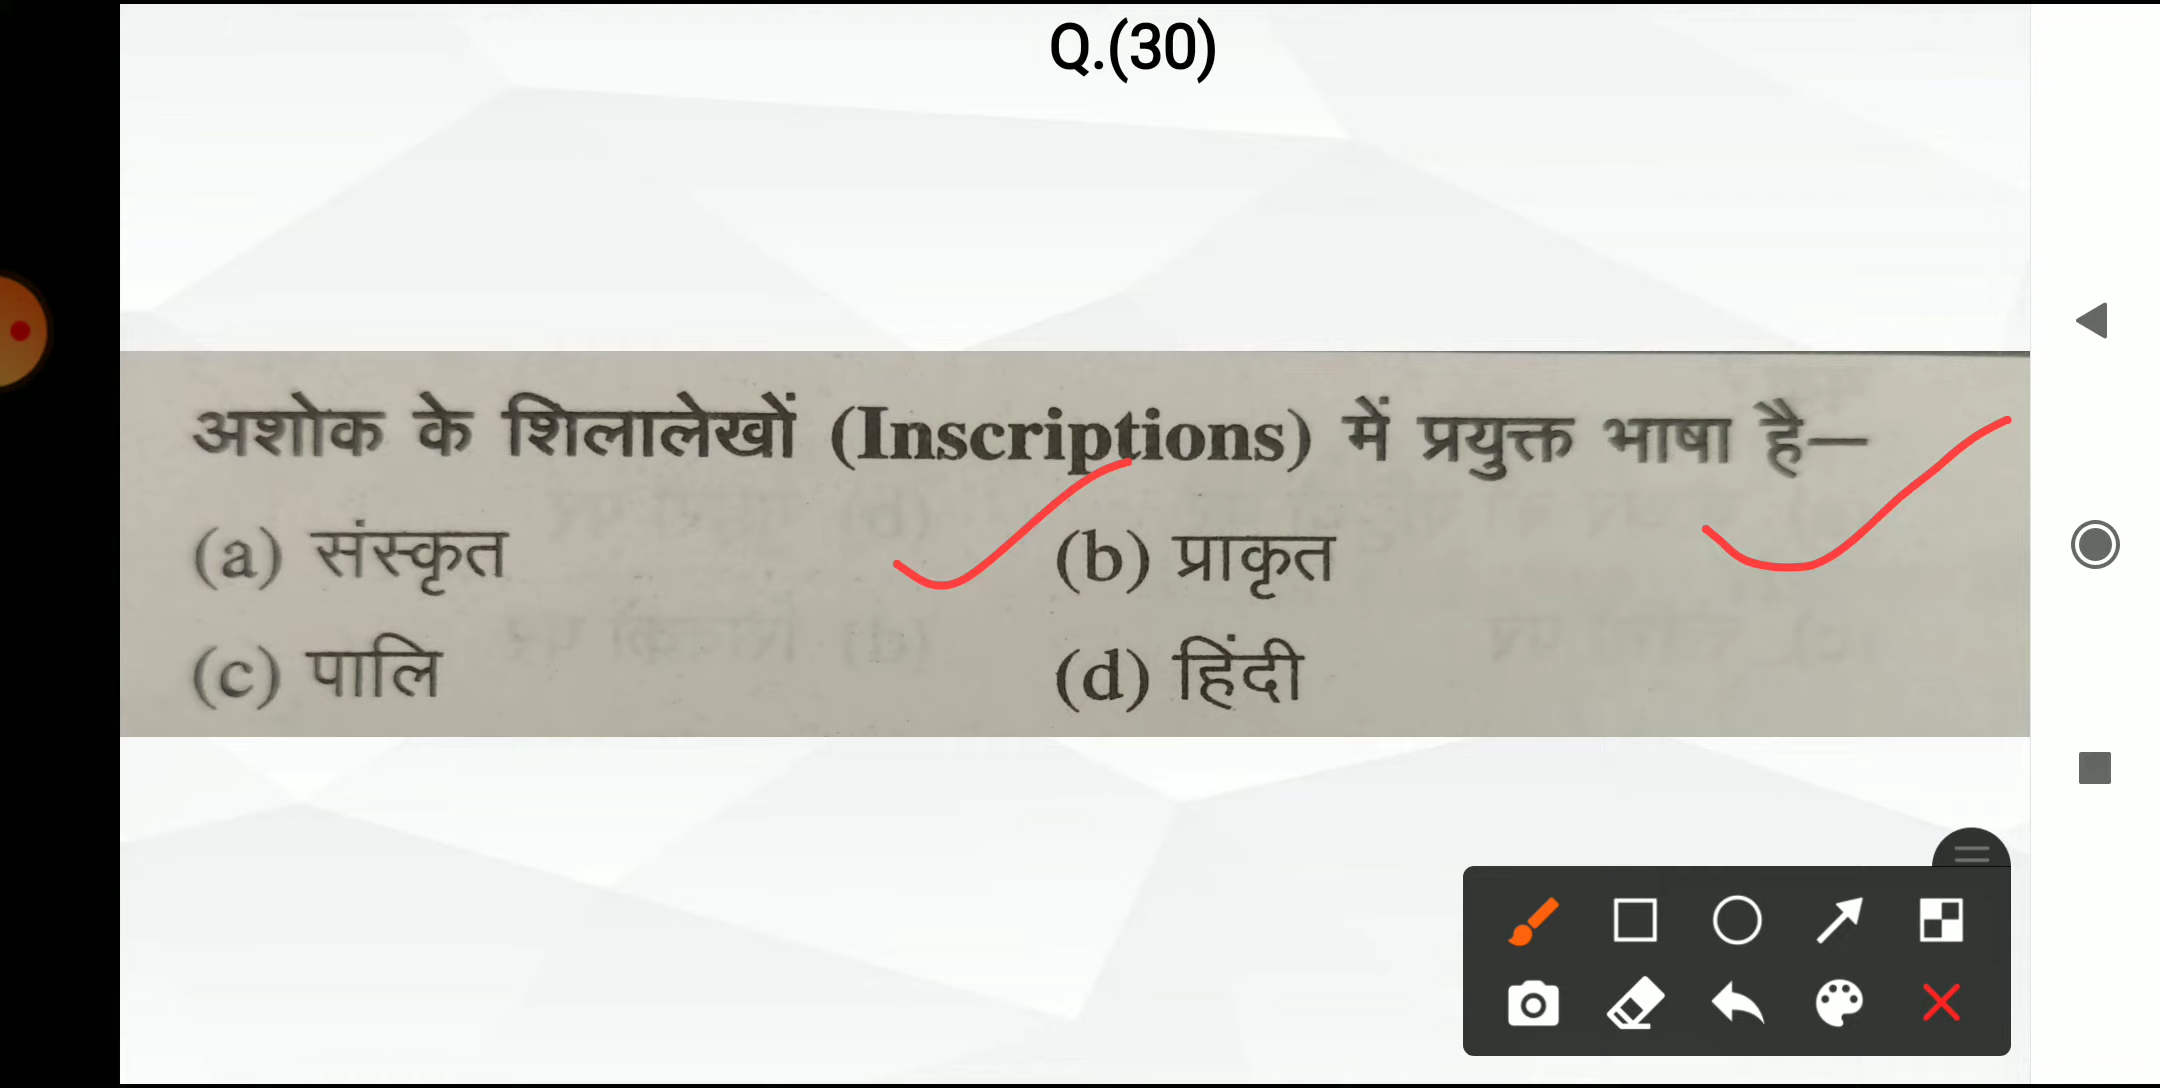 Q.(30)
अशोक के शिलालेखों (Inscriptions) में प्रयुक्त भाषा है—
(a) संस्कृत (b) प्राकृत
(c) पालि (d) हिंदी